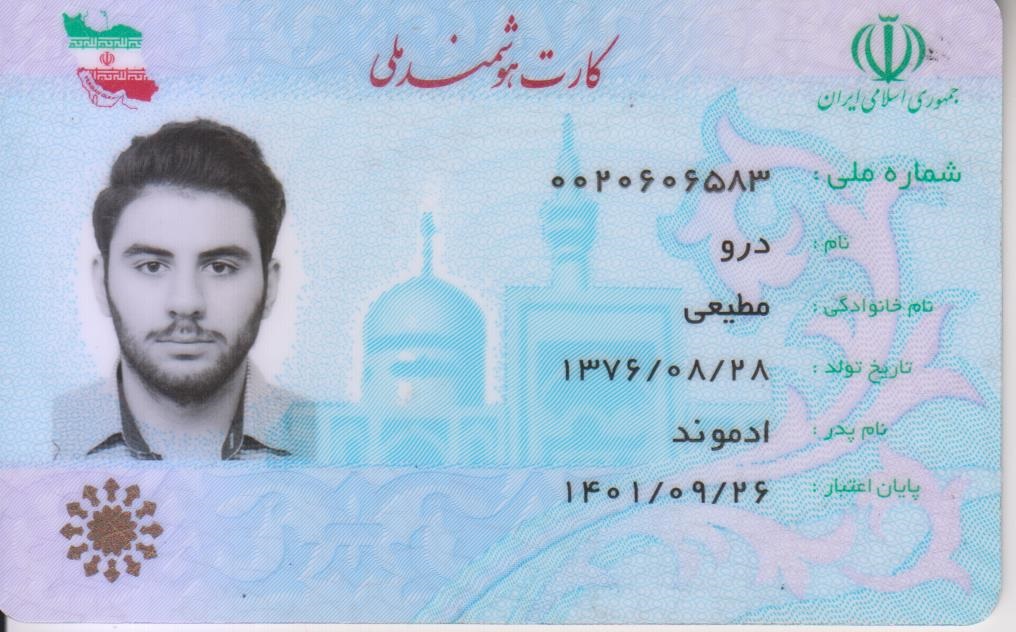 کارت هوشمند ملی
جمهوری اسلامی ایران
شماره ملی : ۰۰۲۰۶۰۶۵۸۳
نام : درو
نام خانوادگی : مطیعی
تاریخ تولد : ۱۳۷۶/۰۸/۲۸
نام پدر : ادموند
پایان اعتبار : ۱۴۰۱/۰۹/۲۶